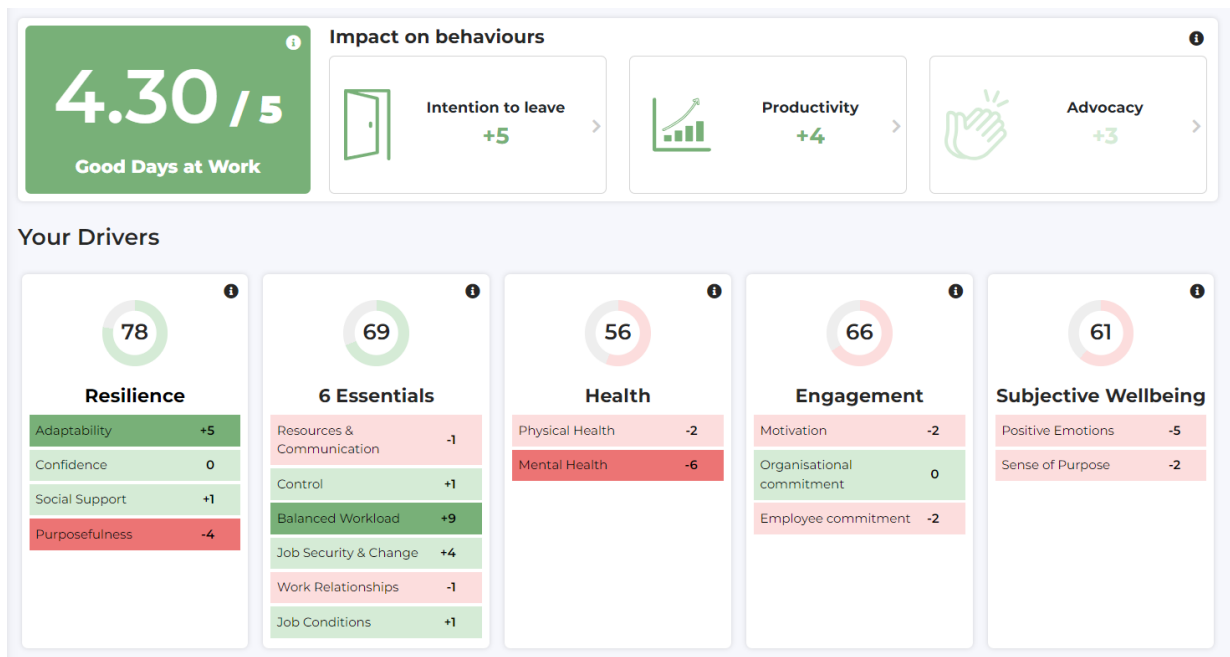 4.30 / 5
Good Days at Work
Impact on behaviours
Intention to leave
+5
Productivity
+4
Advocacy
+3
Your Drivers
78
Resilience
Adaptability +5
Confidence 0
Social Support +1
Purposefulness -4
69
6 Essentials
Resources &
Communication -1
Control +1
Balanced Workload +9
Job Security & Change +4
Work Relationships -1
Job Conditions +1
56
Health
Physical Health -2
Mental Health -6
66
Engagement
Motivation -2
Organisational
commitment 0
Employee commitment -2
61
Subjective Wellbeing
Positive Emotions -5
Sense of Purpose -2